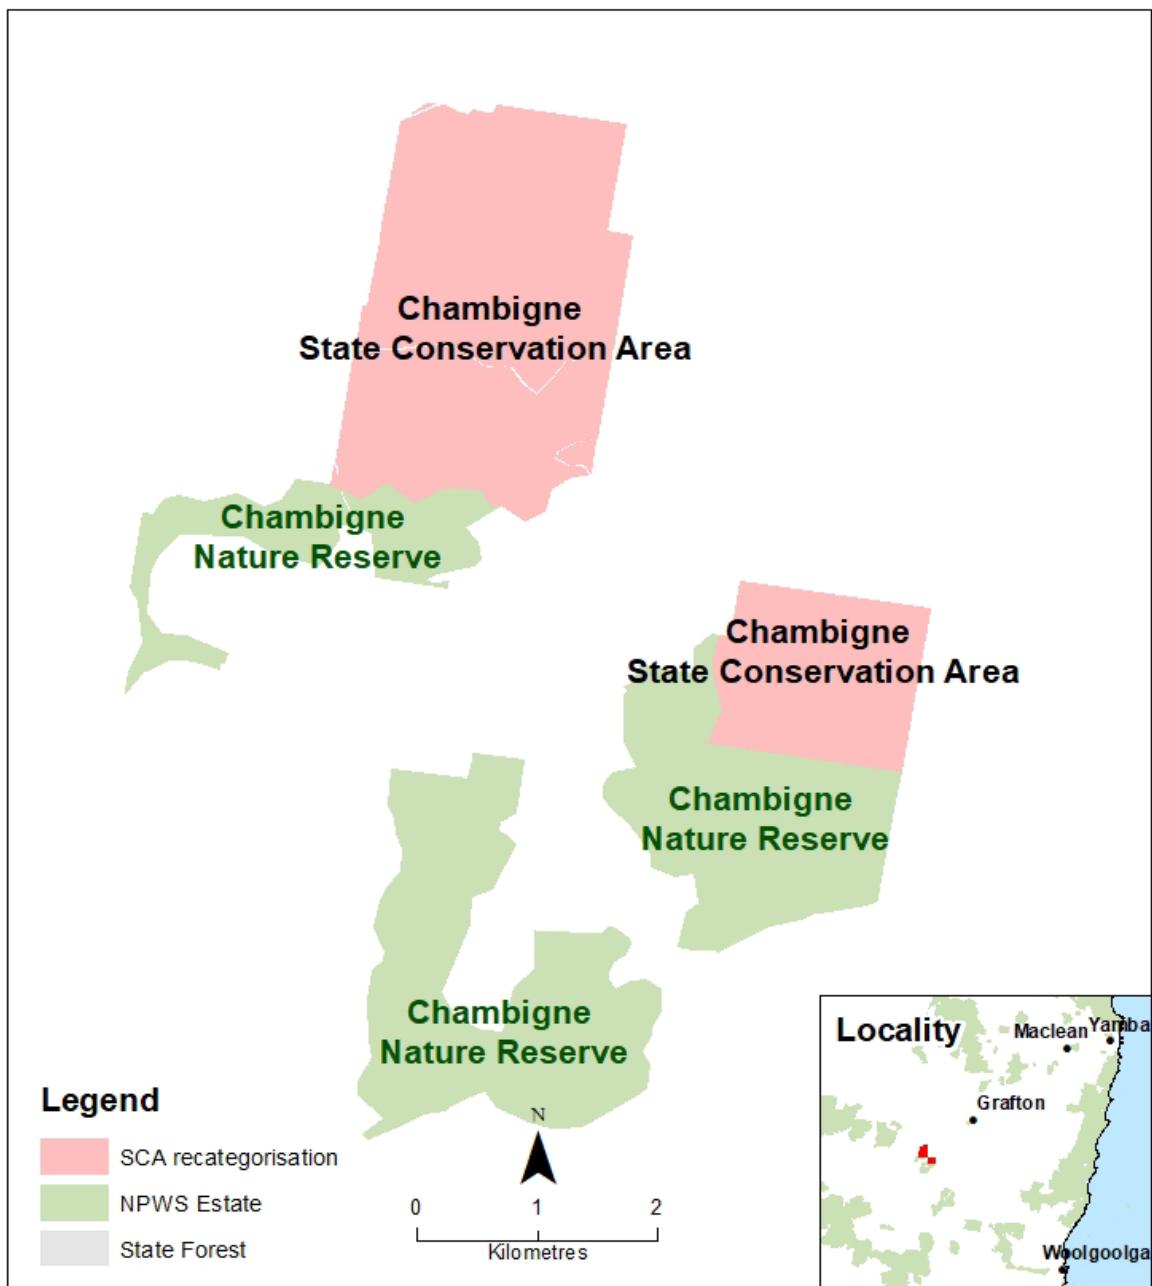 Chambigne
State Conservation Area
Chambigne
Nature Reserve
Chambigne
State Conservation Area
Chambigne
Nature Reserve
Chambigne
Nature Reserve
Legend
SCA recategorisation
NPWS Estate
State Forest
N
0 1 2
Kilometres
Locality
Maclean
Yamba
Grafton
Woolgoolga